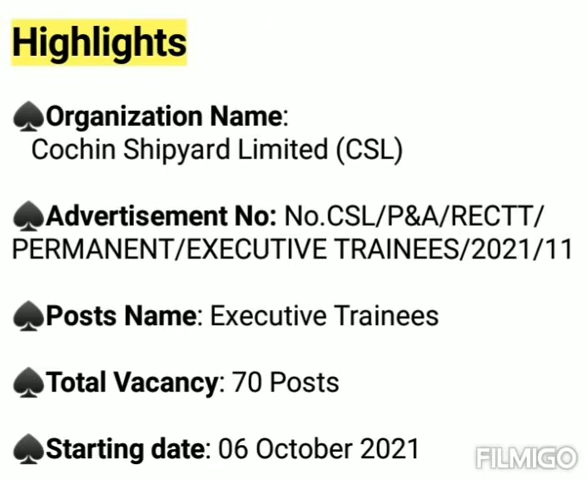 Highlights
♠Organization Name:
Cochin Shipyard Limited (CSL)
♠Advertisement No: No.CSL/P&A/RECTT/
PERMANENT/EXECUTIVE TRAINEES/2021/11
♠Posts Name: Executive Trainees
♠Total Vacancy: 70 Posts
♠Starting date: 06 October 2021
FILMIGO